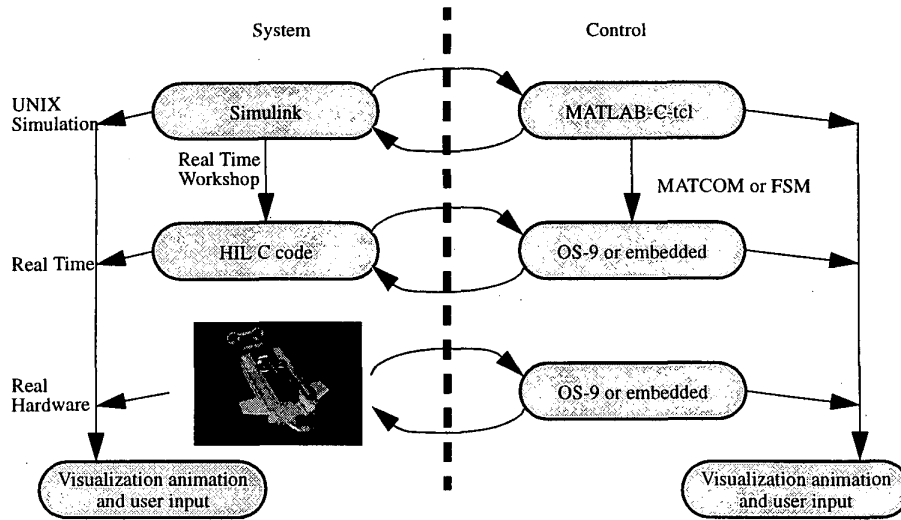 System
Control
UNIX
Simulation
Simulink
MATLAB-C-tcl
Real Time
Workshop
MATCOM or FSM
Real Time
HIL C code
OS-9 or embedded
Real
Hardware
OS-9 or embedded
Visualization animation
and user input
Visualization animation
and user input